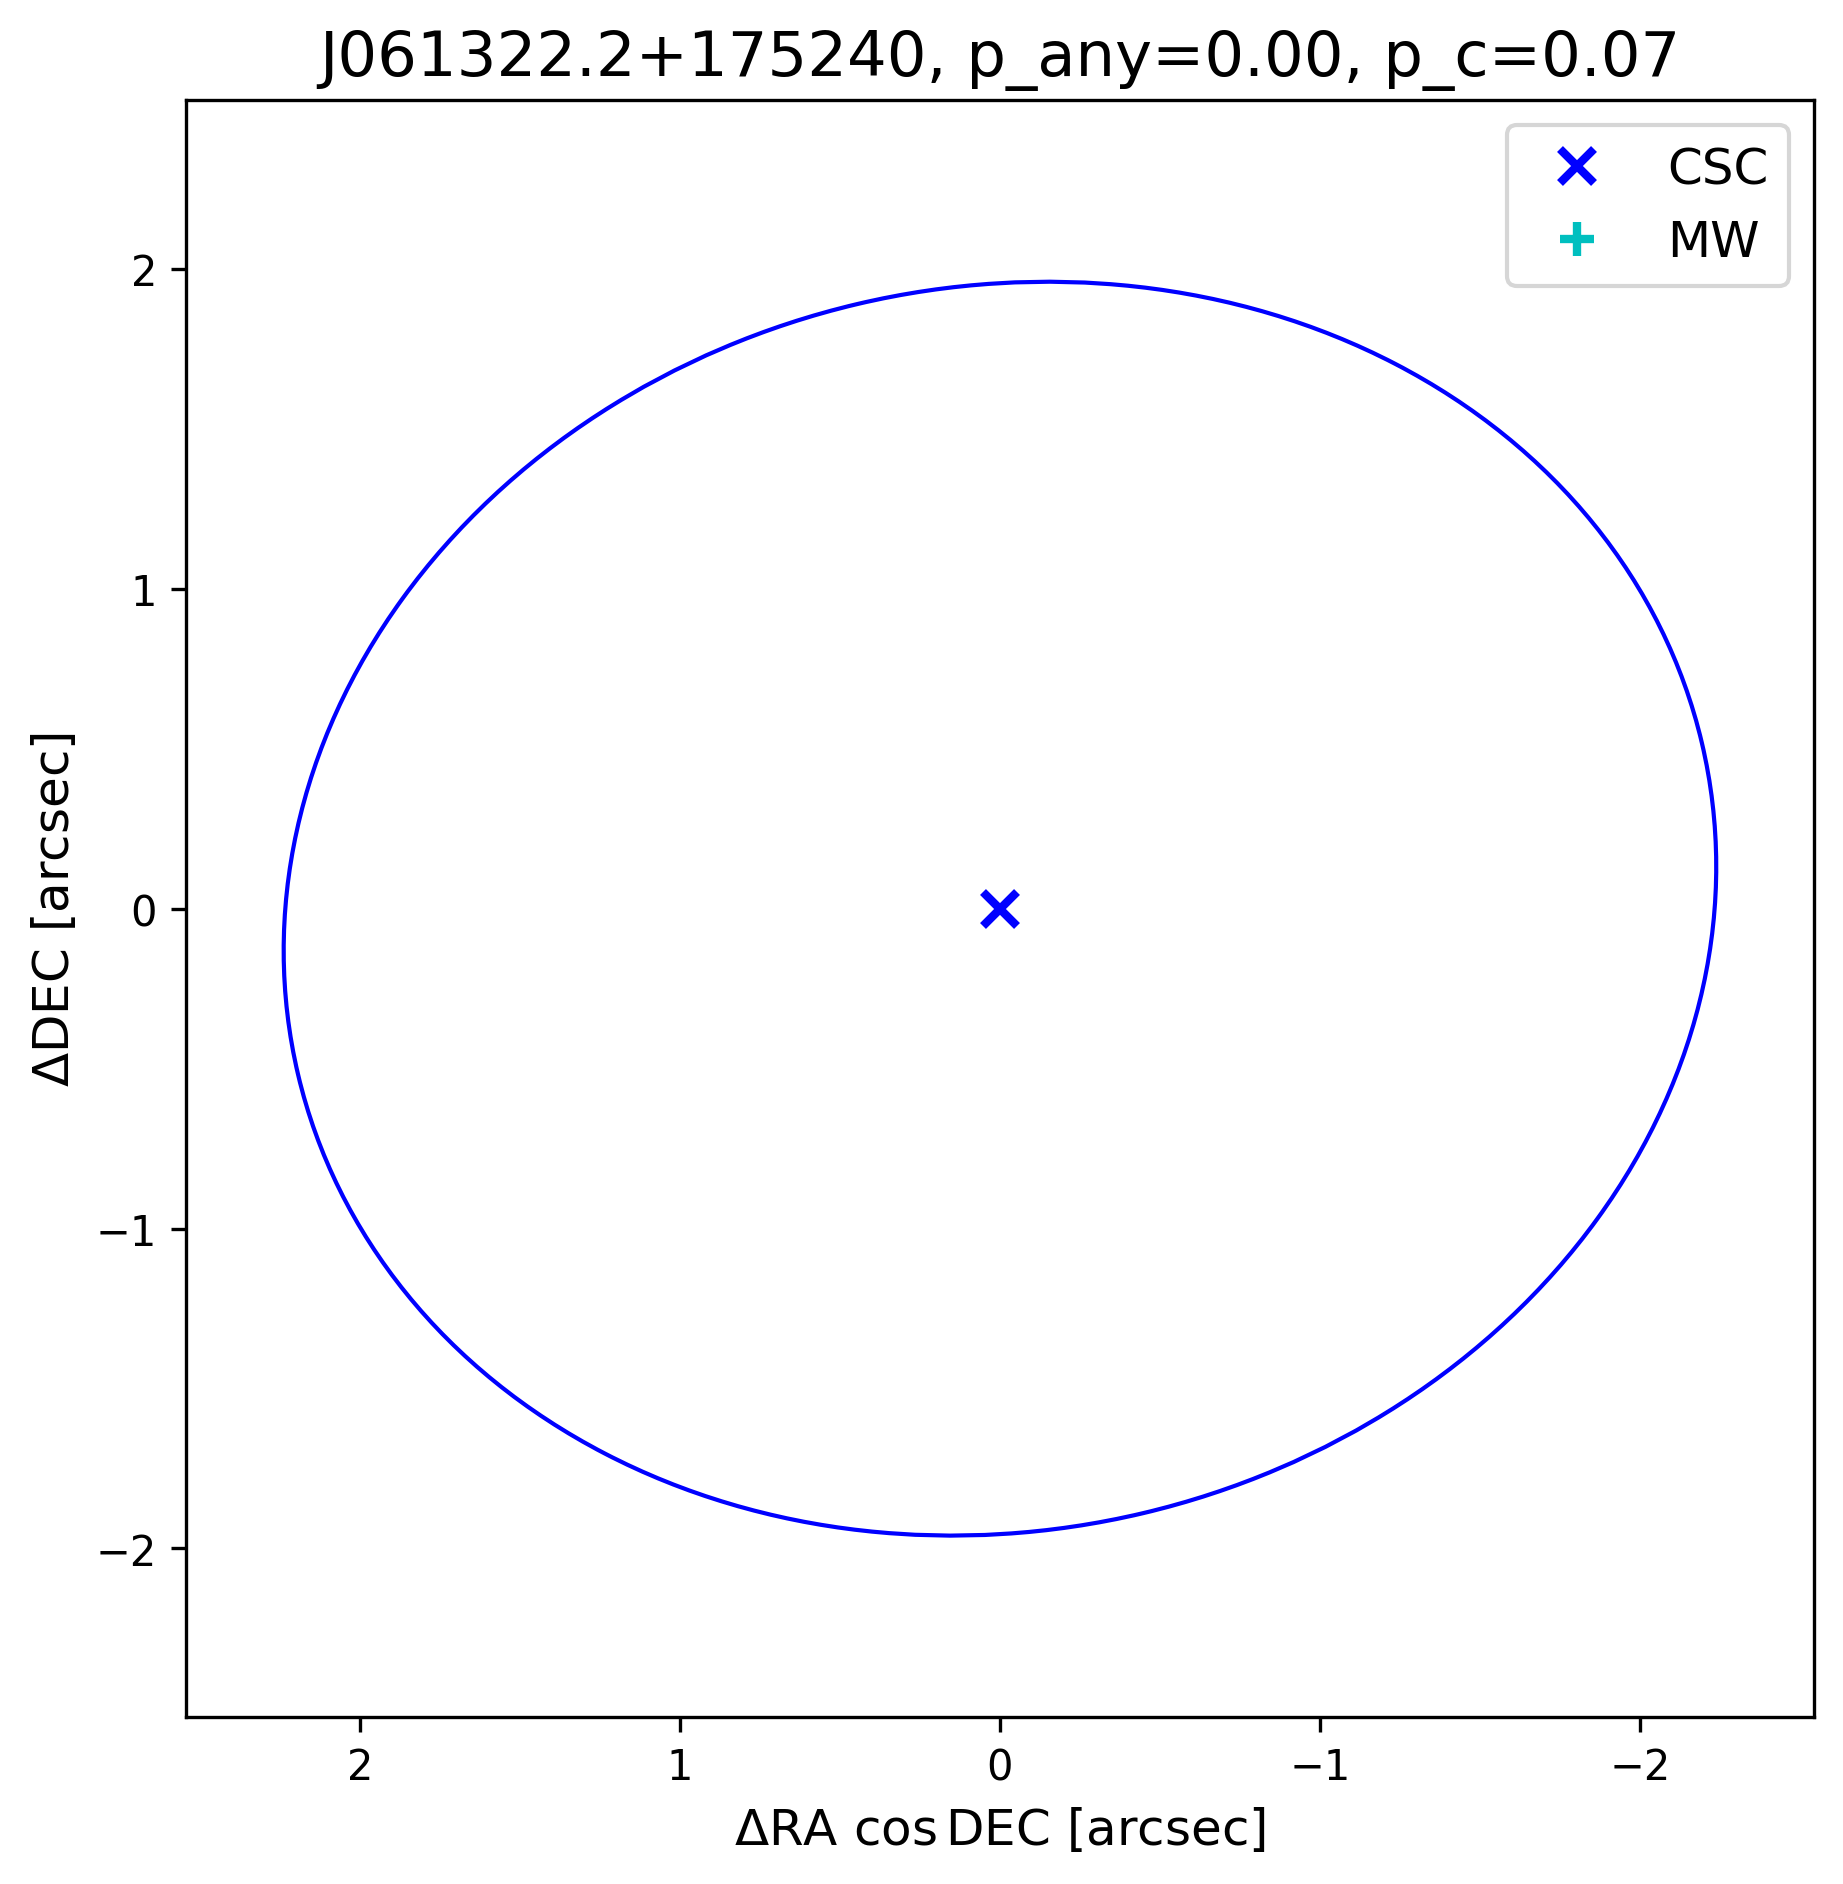 J061322.2+175240, p_any=0.00, p_c=0.07
CSC
MW
2
1
0
−1
−2
ΔDEC [arcsec]
2
1
0
−1
−2
ΔRA cos DEC [arcsec]